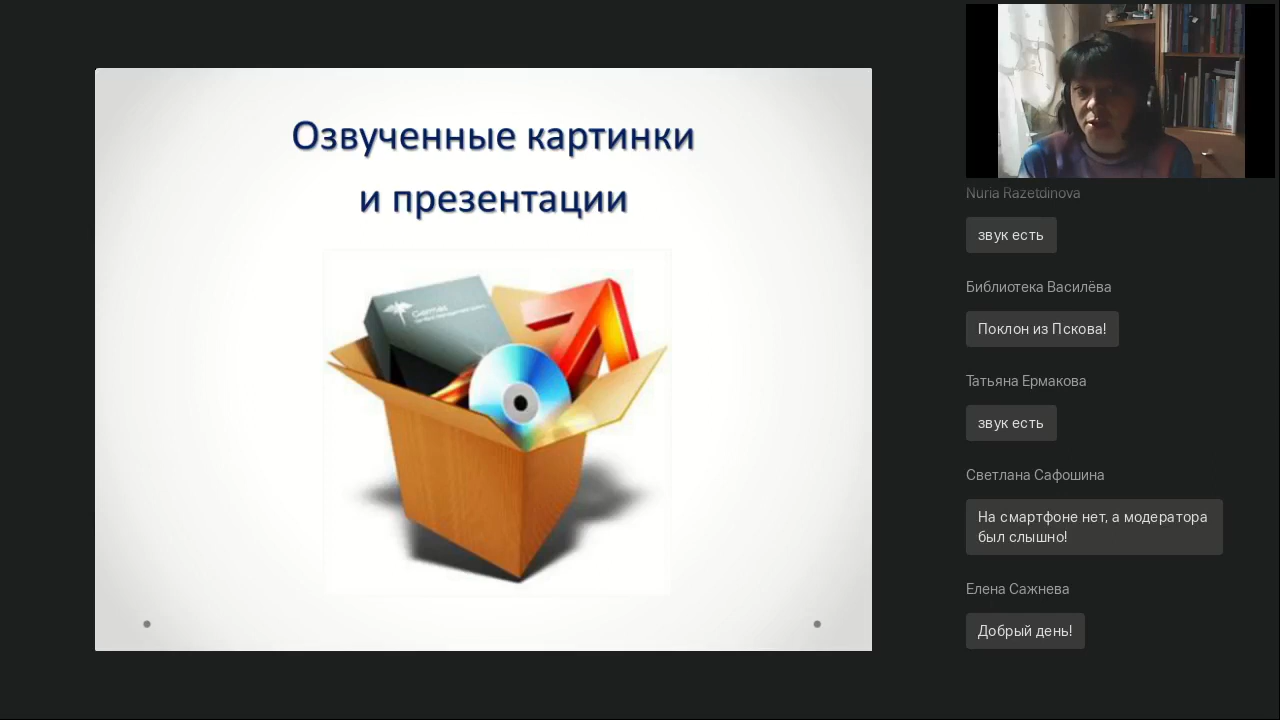 Озвученные картинки
и презентации
Nuria Razetdinova
звук есть
Библиотека Василёва
Поклон из Пскова!
Татьяна Ермакова
звук есть
Светлана Сафошина
На смартфоне нет, а модератора
был слышно!
Елена Сажнева
Добрый день!